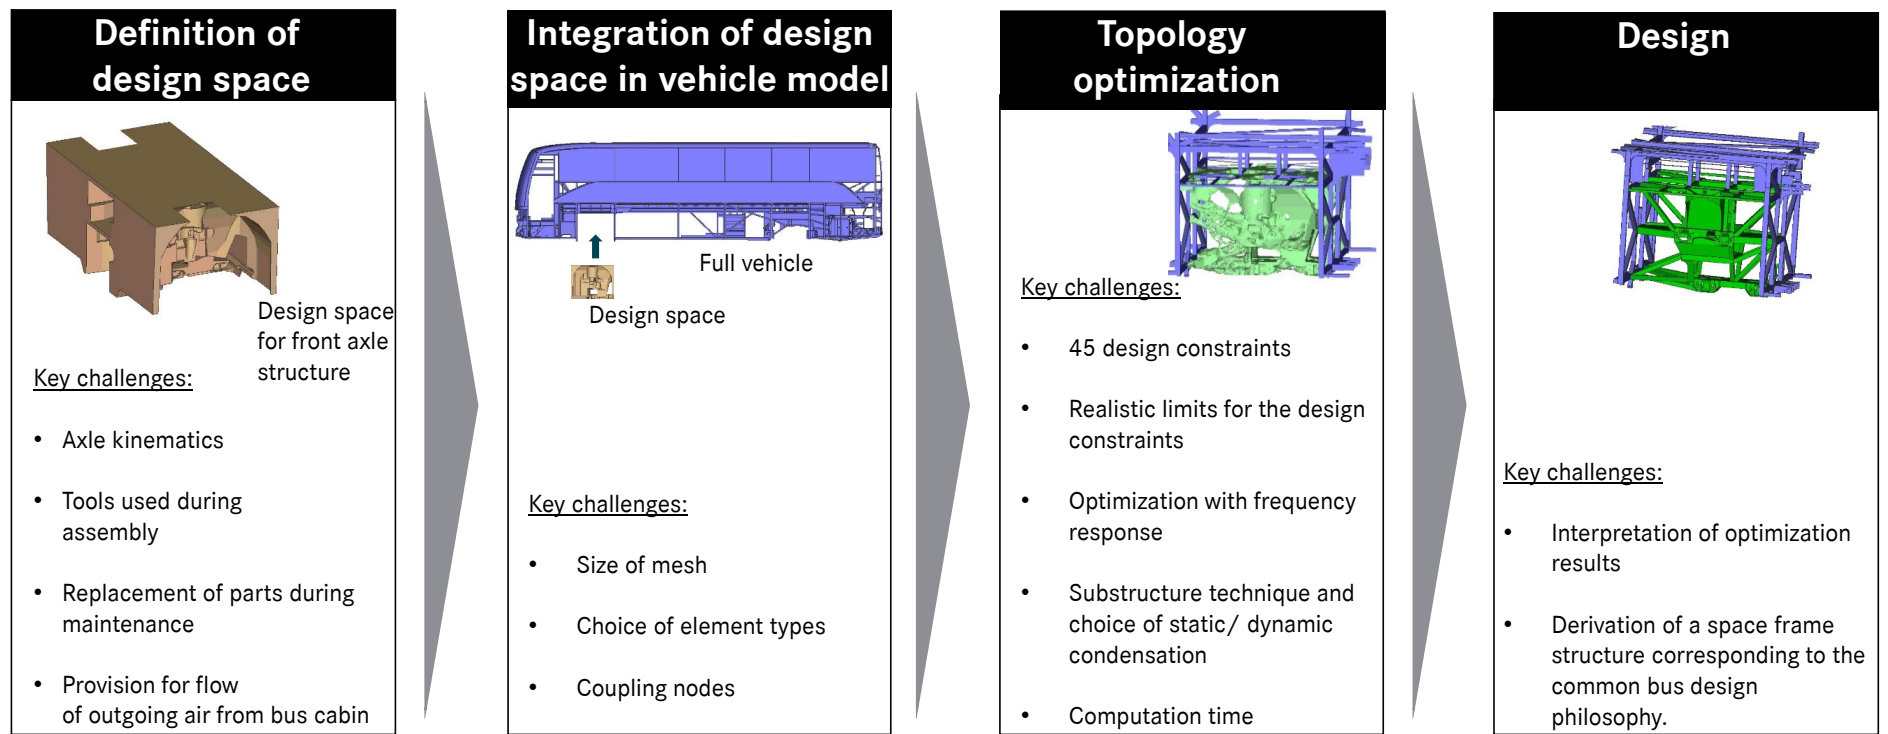 Definition of
design space
Design space
for front axle
structure
Key challenges:
• Axle kinematics
• Tools used during
assembly
• Replacement of parts during
maintenance
• Provision for flow
of outgoing air from bus cabin
Integration of design
space in vehicle model
Full vehicle
Design space
Key challenges:
• Size of mesh
• Choice of element types
• Coupling nodes
Topology
optimization
Key challenges:
• 45 design constraints
• Realistic limits for the design
constraints
• Optimization with frequency
response
• Substructure technique and
choice of static/ dynamic
condensation
• Computation time
Design
Key challenges:
• Interpretation of optimization
results
• Derivation of a space frame
structure corresponding to the
common bus design
philosophy.